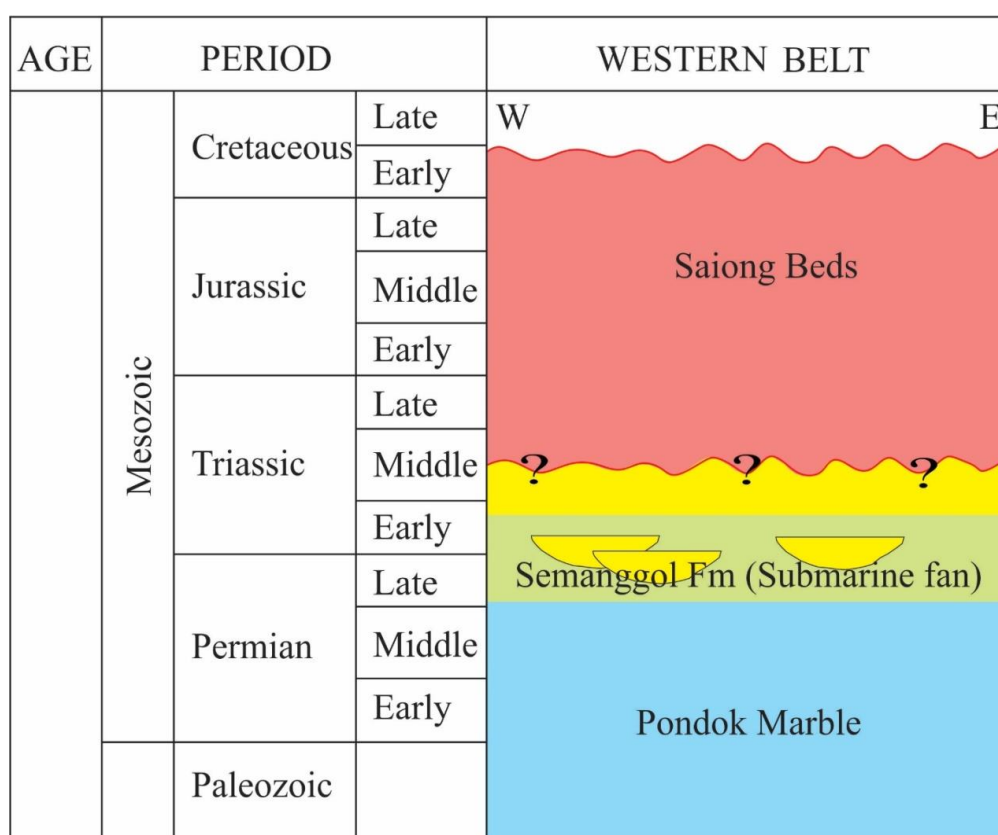 AGE PERIOD WESTERN BELT
W E
Mesozoic
Cretaceous
Late
Early
Jurassic
Late
Middle
Early
Triassic
Late
Middle
Early
Permian
Late
Middle
Early
Paleozoic
Saiong Beds
? ? ?
Semanggol Fm (Submarine fan)
Pondok Marble